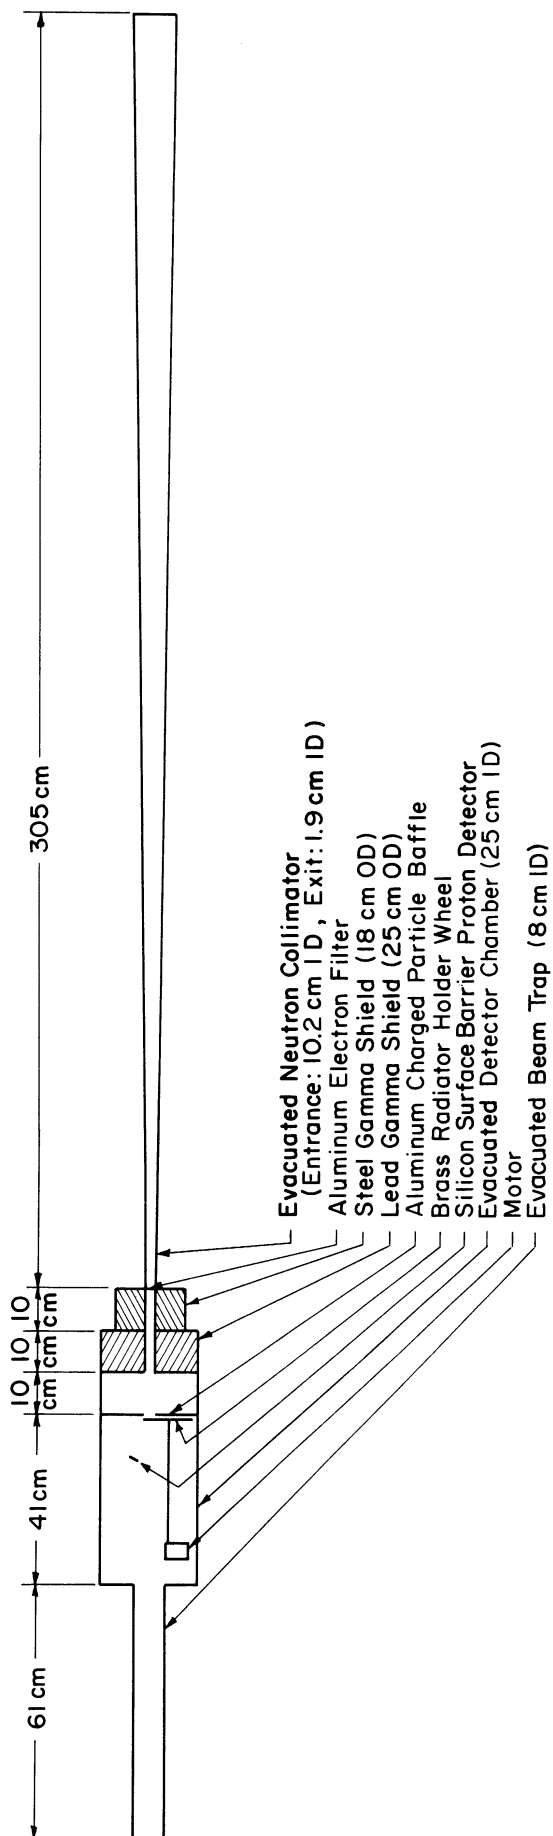 305 cm
10
cm
10
cm
10
cm
41 cm
61 cm
Evacuated Neutron Collimator
(Entrance: 10.2 cm ID, Exit: 1.9 cm ID)
Aluminum Electron Filter
Steel Gamma Shield (18 cm OD)
Lead Gamma Shield (25 cm OD)
Aluminum Charged Particle Baffle
Brass Radiator Holder Wheel
Silicon Surface Barrier Proton Detector
Evacuated Detector Chamber (25 cm ID)
Motor
Evacuated Beam Trap (8 cm ID)